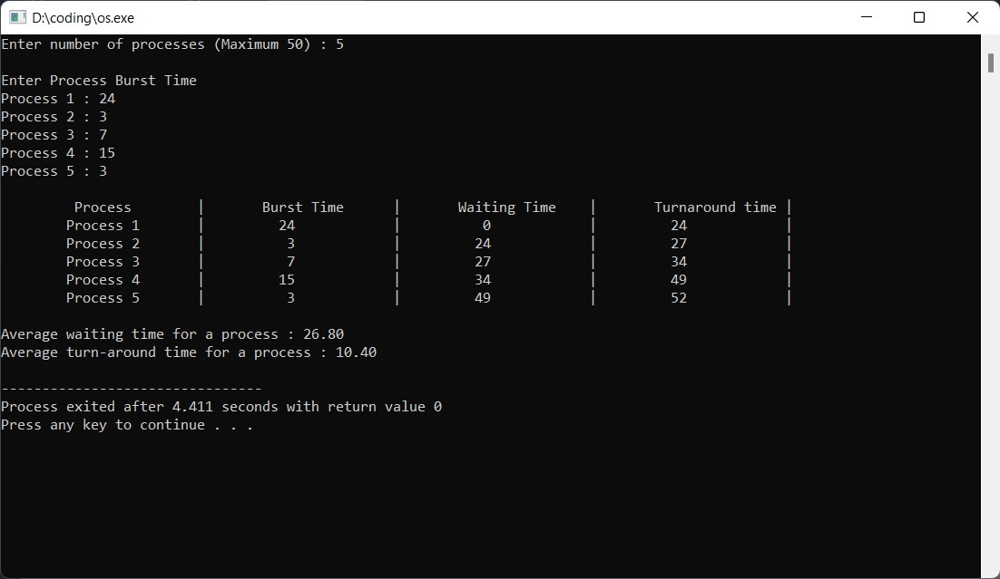 D:\coding\os.exe
Enter number of processes (Maximum 50) : 5
Enter Process Burst Time
Process 1 : 24
Process 2 : 3
Process 3 : 7
Process 4 : 15
Process 5 : 3
Process | Burst Time | Waiting Time | Turnaround time |
Process 1 | 24 | 0 | 24 |
Process 2 | 3 | 24 | 27 |
Process 3 | 7 | 27 | 34 |
Process 4 | 15 | 34 | 49 |
Process 5 | 3 | 49 | 52 |
Average waiting time for a process : 26.80
Average turn-around time for a process : 10.40
--------------------------------
Process exited after 4.411 seconds with return value 0
Press any key to continue . . .